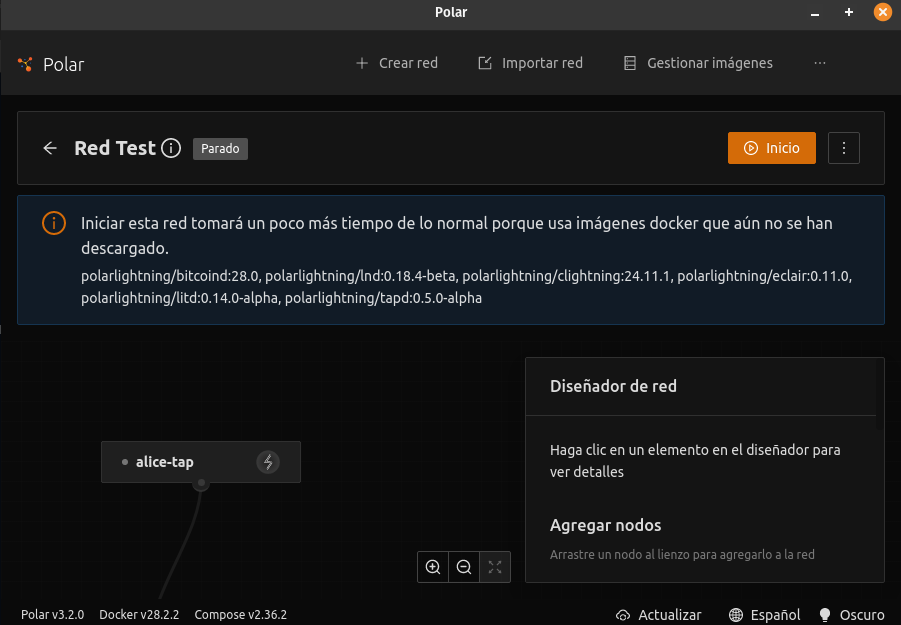 Polar
Polar
Crear red
Importar red
Gestionar imágenes
Red Test
Parado
Inicio
Iniciar esta red tomará un poco más tiempo de lo normal porque usa imágenes docker que aún no se han
descargado.
polarlightning/bitcoind:28.0, polarlightning/lnd:0.18.4-beta, polarlightning/clightning:24.11.1, polarlightning/eclair:0.11.0,
polarlightning/litd:0.14.0-alpha, polarlightning/tapd:0.5.0-alpha
Diseñador de red
Haga clic en un elemento en el diseñador para
ver detalles
alice-tap
Agregar nodos
Arrastre un nodo al lienzo para agregarlo a la red
Polar v3.2.0 Docker v28.2.2 Compose v2.36.2
Actualizar
Español
Oscuro